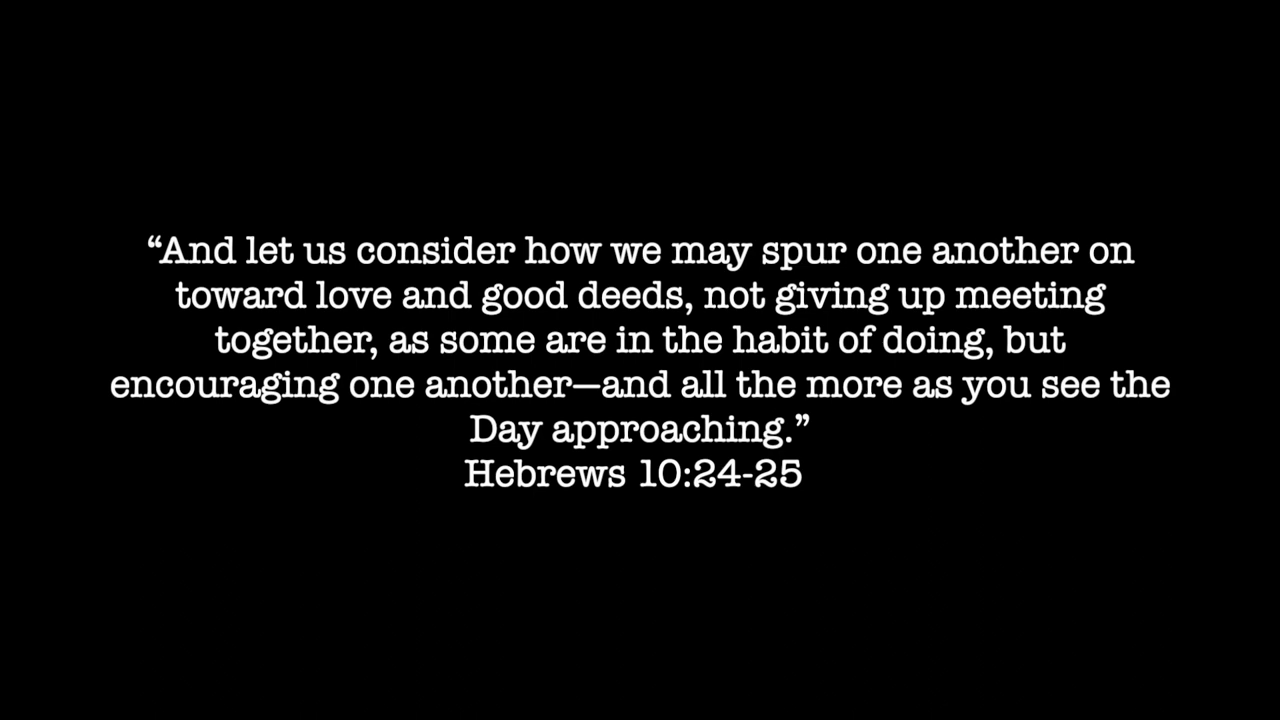 “And let us consider how we may spur one another on
toward love and good deeds, not giving up meeting
together, as some are in the habit of doing, but
encouraging one another—and all the more as you see the
Day approaching.”
Hebrews 10:24-25